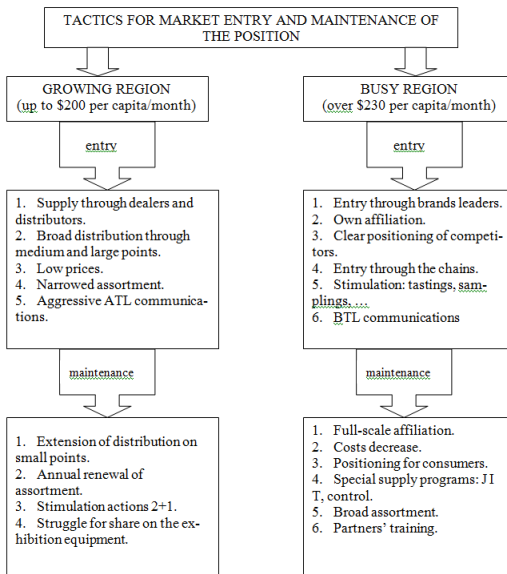 TACTICS FOR MARKET ENTRY AND MAINTENANCE OF
THE POSITION
GROWING REGION
(up to $200 per capita/month)
entry
1. Supply through dealers and
distributors.
2. Broad distribution through
medium and large points.
3. Low prices.
4. Narrowed assortment.
5. Aggressive ATL communica-
tions.
maintenance
1. Extension of distribution on
small points.
2. Annual renewal of
assortment.
3. Stimulation actions 2+1.
4. Struggle for share on the ex-
hibition equipment.
BUSY REGION
(over $230 per capita/month)
entry
1. Entry through brands leaders.
2. Own affiliation.
3. Clear positioning of competi-
tors.
4. Entry through the chains.
5. Stimulation: tastings, sam-
plings, …
6. BTL communications
maintenance
1. Full-scale affiliation.
2. Costs decrease.
3. Positioning for consumers.
4. Special supply programs: JI
T, control.
5. Broad assortment.
6. Partners’ training.